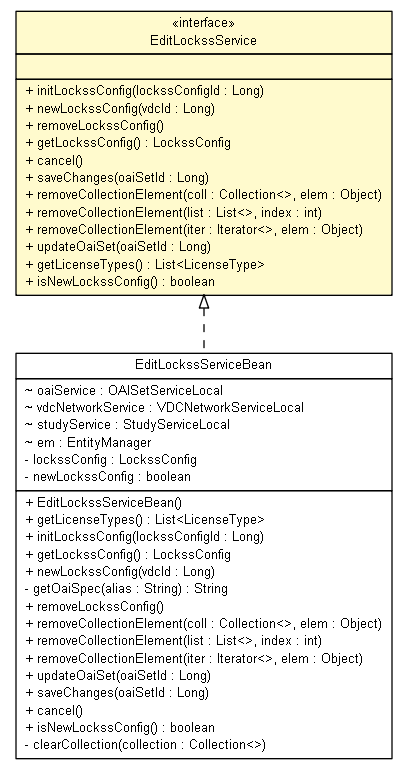 «interface»
EditLockssService
+ initLockssConfig(lockssConfigId : Long)
+ newLockssConfig(vdcId : Long)
+ removeLockssConfig()
+ getLockssConfig() : LockssConfig
+ cancel()
+ saveChanges(oaiSetId : Long)
+ removeCollectionElement(coll : Collection<>, elem : Object)
+ removeCollectionElement(list : List<>, index : int)
+ removeCollectionElement(iter : Iterator<>, elem : Object)
+ updateOaiSet(oaiSetId : Long)
+ getLicenseTypes() : List<LicenseType>
+ isNewLockssConfig() : boolean
EditLockssServiceBean
~ oaiService : OAISetServiceLocal
~ vdcNetworkService : VDCNetworkServiceLocal
~ studyService : StudyServiceLocal
~ em : EntityManager
- lockssConfig : LockssConfig
- newLockssConfig : boolean
+ EditLockssServiceBean()
+ getLicenseTypes() : List<LicenseType>
+ initLockssConfig(lockssConfigId : Long)
+ getLockssConfig() : LockssConfig
+ newLockssConfig(vdcId : Long)
- getOaiSpec(alias : String) : String
+ removeLockssConfig()
+ removeCollectionElement(coll : Collection<>, elem : Object)
+ removeCollectionElement(list : List<>, index : int)
+ removeCollectionElement(iter : Iterator<>, elem : Object)
+ updateOaiSet(oaiSetId : Long)
+ saveChanges(oaiSetId : Long)
+ cancel()
+ isNewLockssConfig() : boolean
- clearCollection(collection : Collection<>)